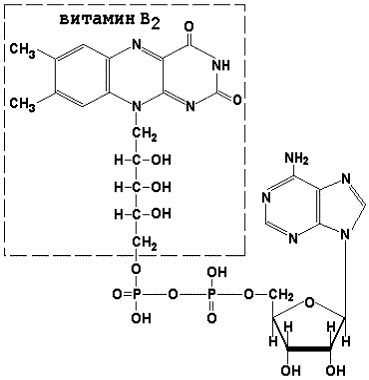 витамин B2
O
CH3 N NH
CH3 N N O
CH2
H-C-OH
H-C-OH
H-C-OH
CH2
O OH
O=P-O-P-O-CH2
OH O
NH2
N N
N N
O
H H H H
OH OH